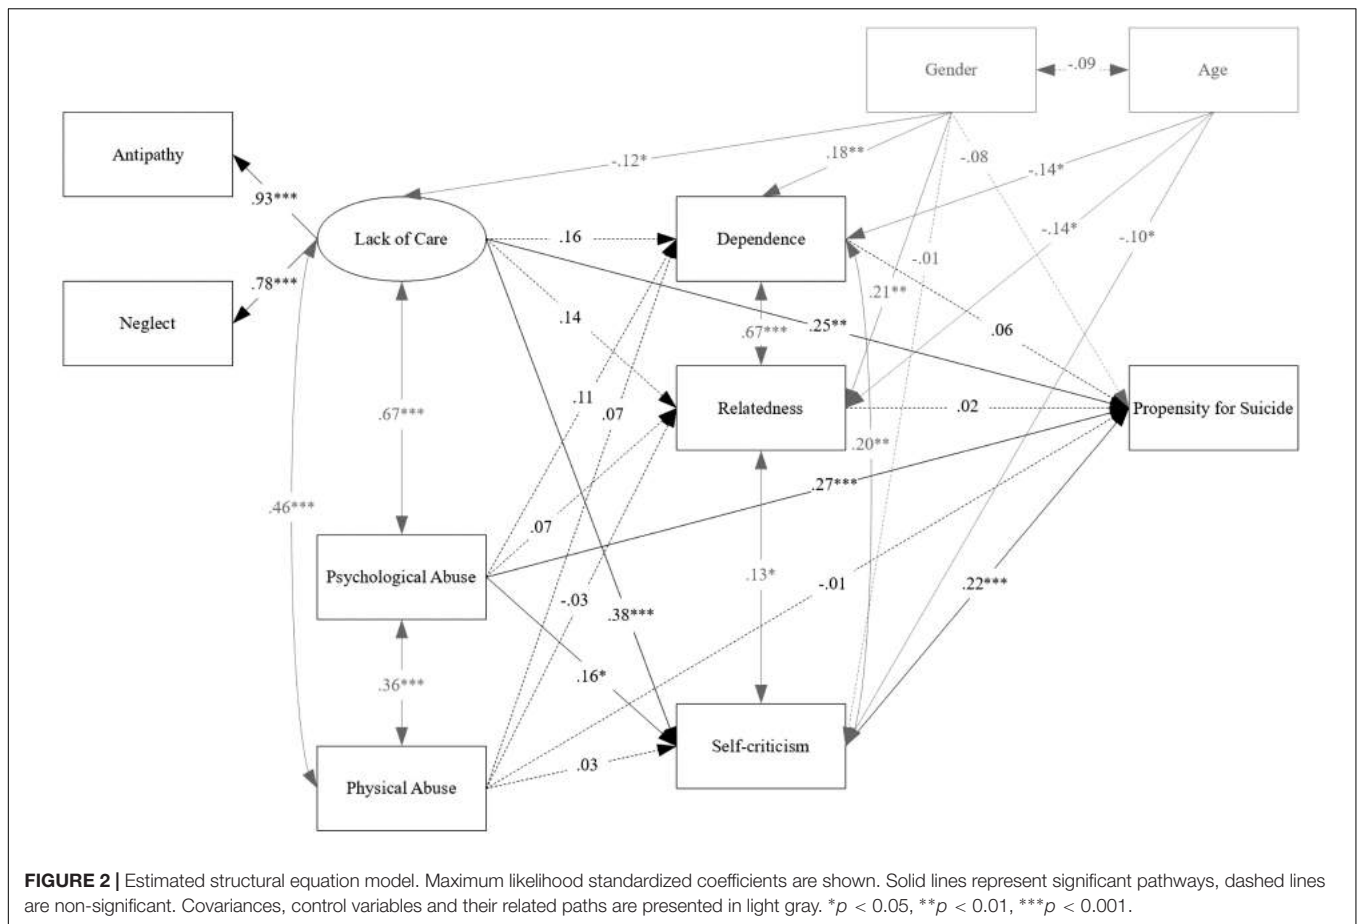 Gender
-.09
Age
Antipathy
-.12*
.18**
-.08
-.14*
.93***
Lack of Care
.16
Dependence
-.14*
-.10*
-.01
.78***
.21**
Neglect
.14
.67***
.25**
.06
.11
.07
.67***
Relatedness
.02
Propensity for Suicide
.20**
.27***
.46***
.07
Psychological Abuse
.13*
-.01
.22***
-.03
.38***
.16*
.36***
Self-criticism
.03
Physical Abuse
FIGURE 2 | Estimated structural equation model. Maximum likelihood standardized coefficients are shown. Solid lines represent significant pathways, dashed lines
are non-significant. Covariances, control variables and their related paths are presented in light gray. *p < 0.05, **p < 0.01, ***p < 0.001.